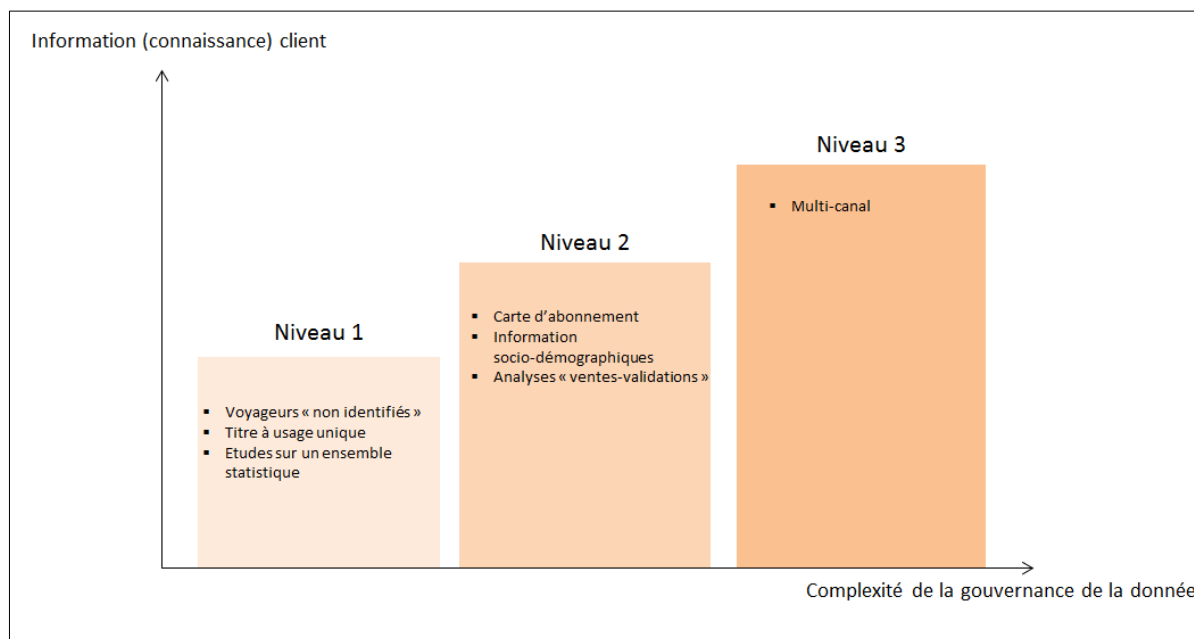 Information (connaissance) client
Niveau 3
▪ Multi-canal
Niveau 2
▪ Carte d'abonnement
▪ Information
socio-démographiques
▪ Analyses « ventes-validations »
Niveau 1
▪ Voyageurs « non identifiés »
▪ Titre à usage unique
▪ Etudes sur un ensemble
statistique
Complexité de la gouvernance de la donnée